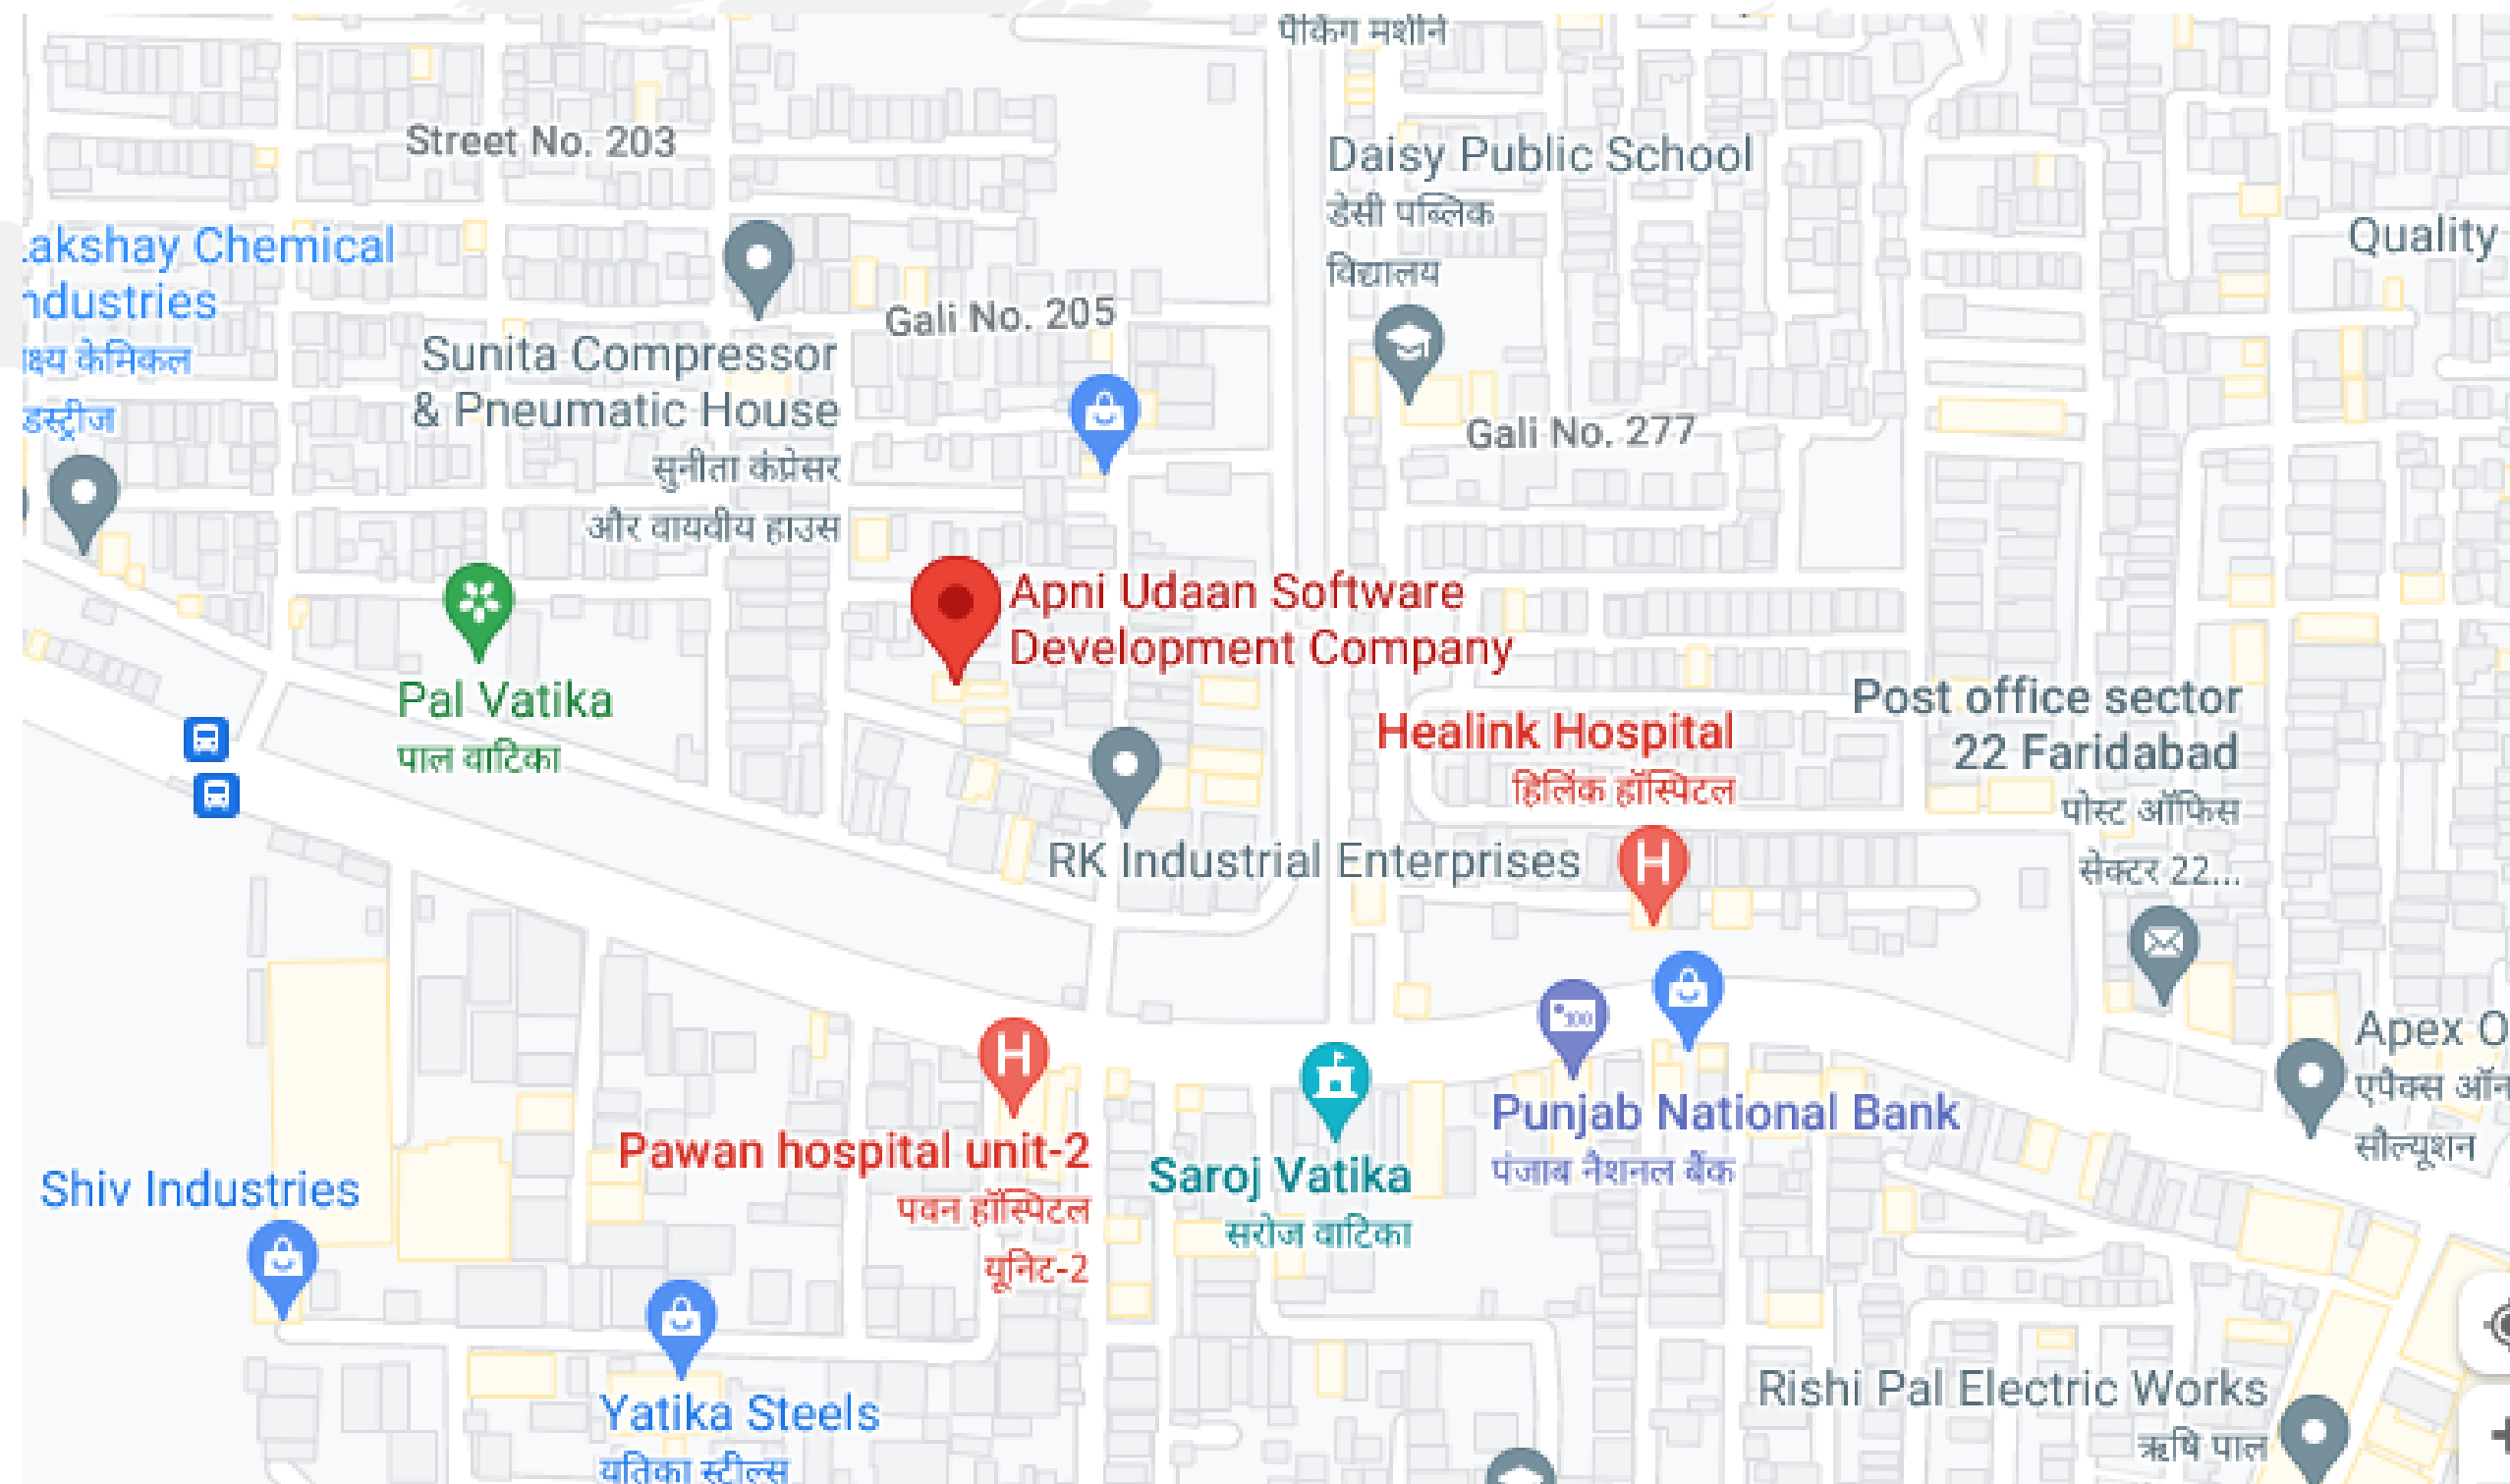 पैकिंग मशीने
Street No. 203
Daisy Public School
डेसी पब्लिक
विद्यालय
Lakshay Chemical
ndustries
क्ष्य केमिकल
डस्ट्रीज
Quality
Gali No. 205
Sunita Compressor
& Pneumatic House
सुनीता कंप्रेसर
और वायवीय हाउस
Gali No. 277
Apni Udaan Software
Development Company
Pal Vatika
पाल वाटिका
Healink Hospital
हिलिंक हॉस्पिटल
Post office sector
22 Faridabad
पोस्ट ऑफिस
सेक्टर 22...
RK Industrial Enterprises
H
100
Apex O
एपैक्स ऑन
सौल्यूशन
H
Pawan hospital unit-2
पवन हॉस्पिटल
यूनिट-2
Saroj Vatika
सरोज वाटिका
Punjab National Bank
पंजाब नैशनल बैंक
Shiv Industries
Yatika Steels
यतिका स्टील्स
Rishi Pal Electric Works
ऋषि पाल